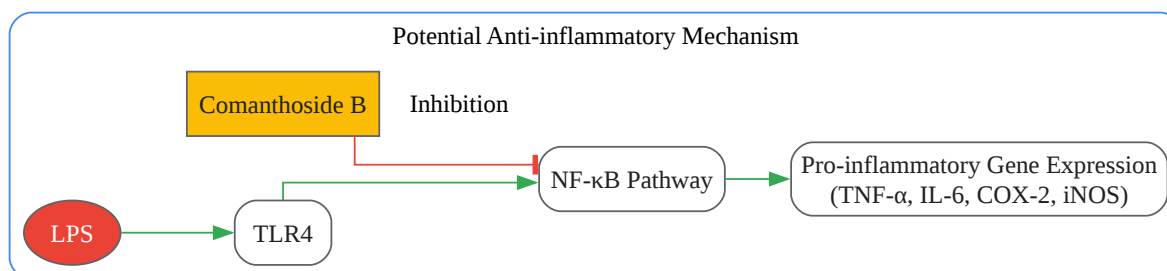 Potential Anti-inflammatory Mechanism
Comanthoside B
Inhibition
NF-κB Pathway
Pro-inflammatory Gene Expression
(TNF-α, IL-6, COX-2, iNOS)
LPS
TLR4